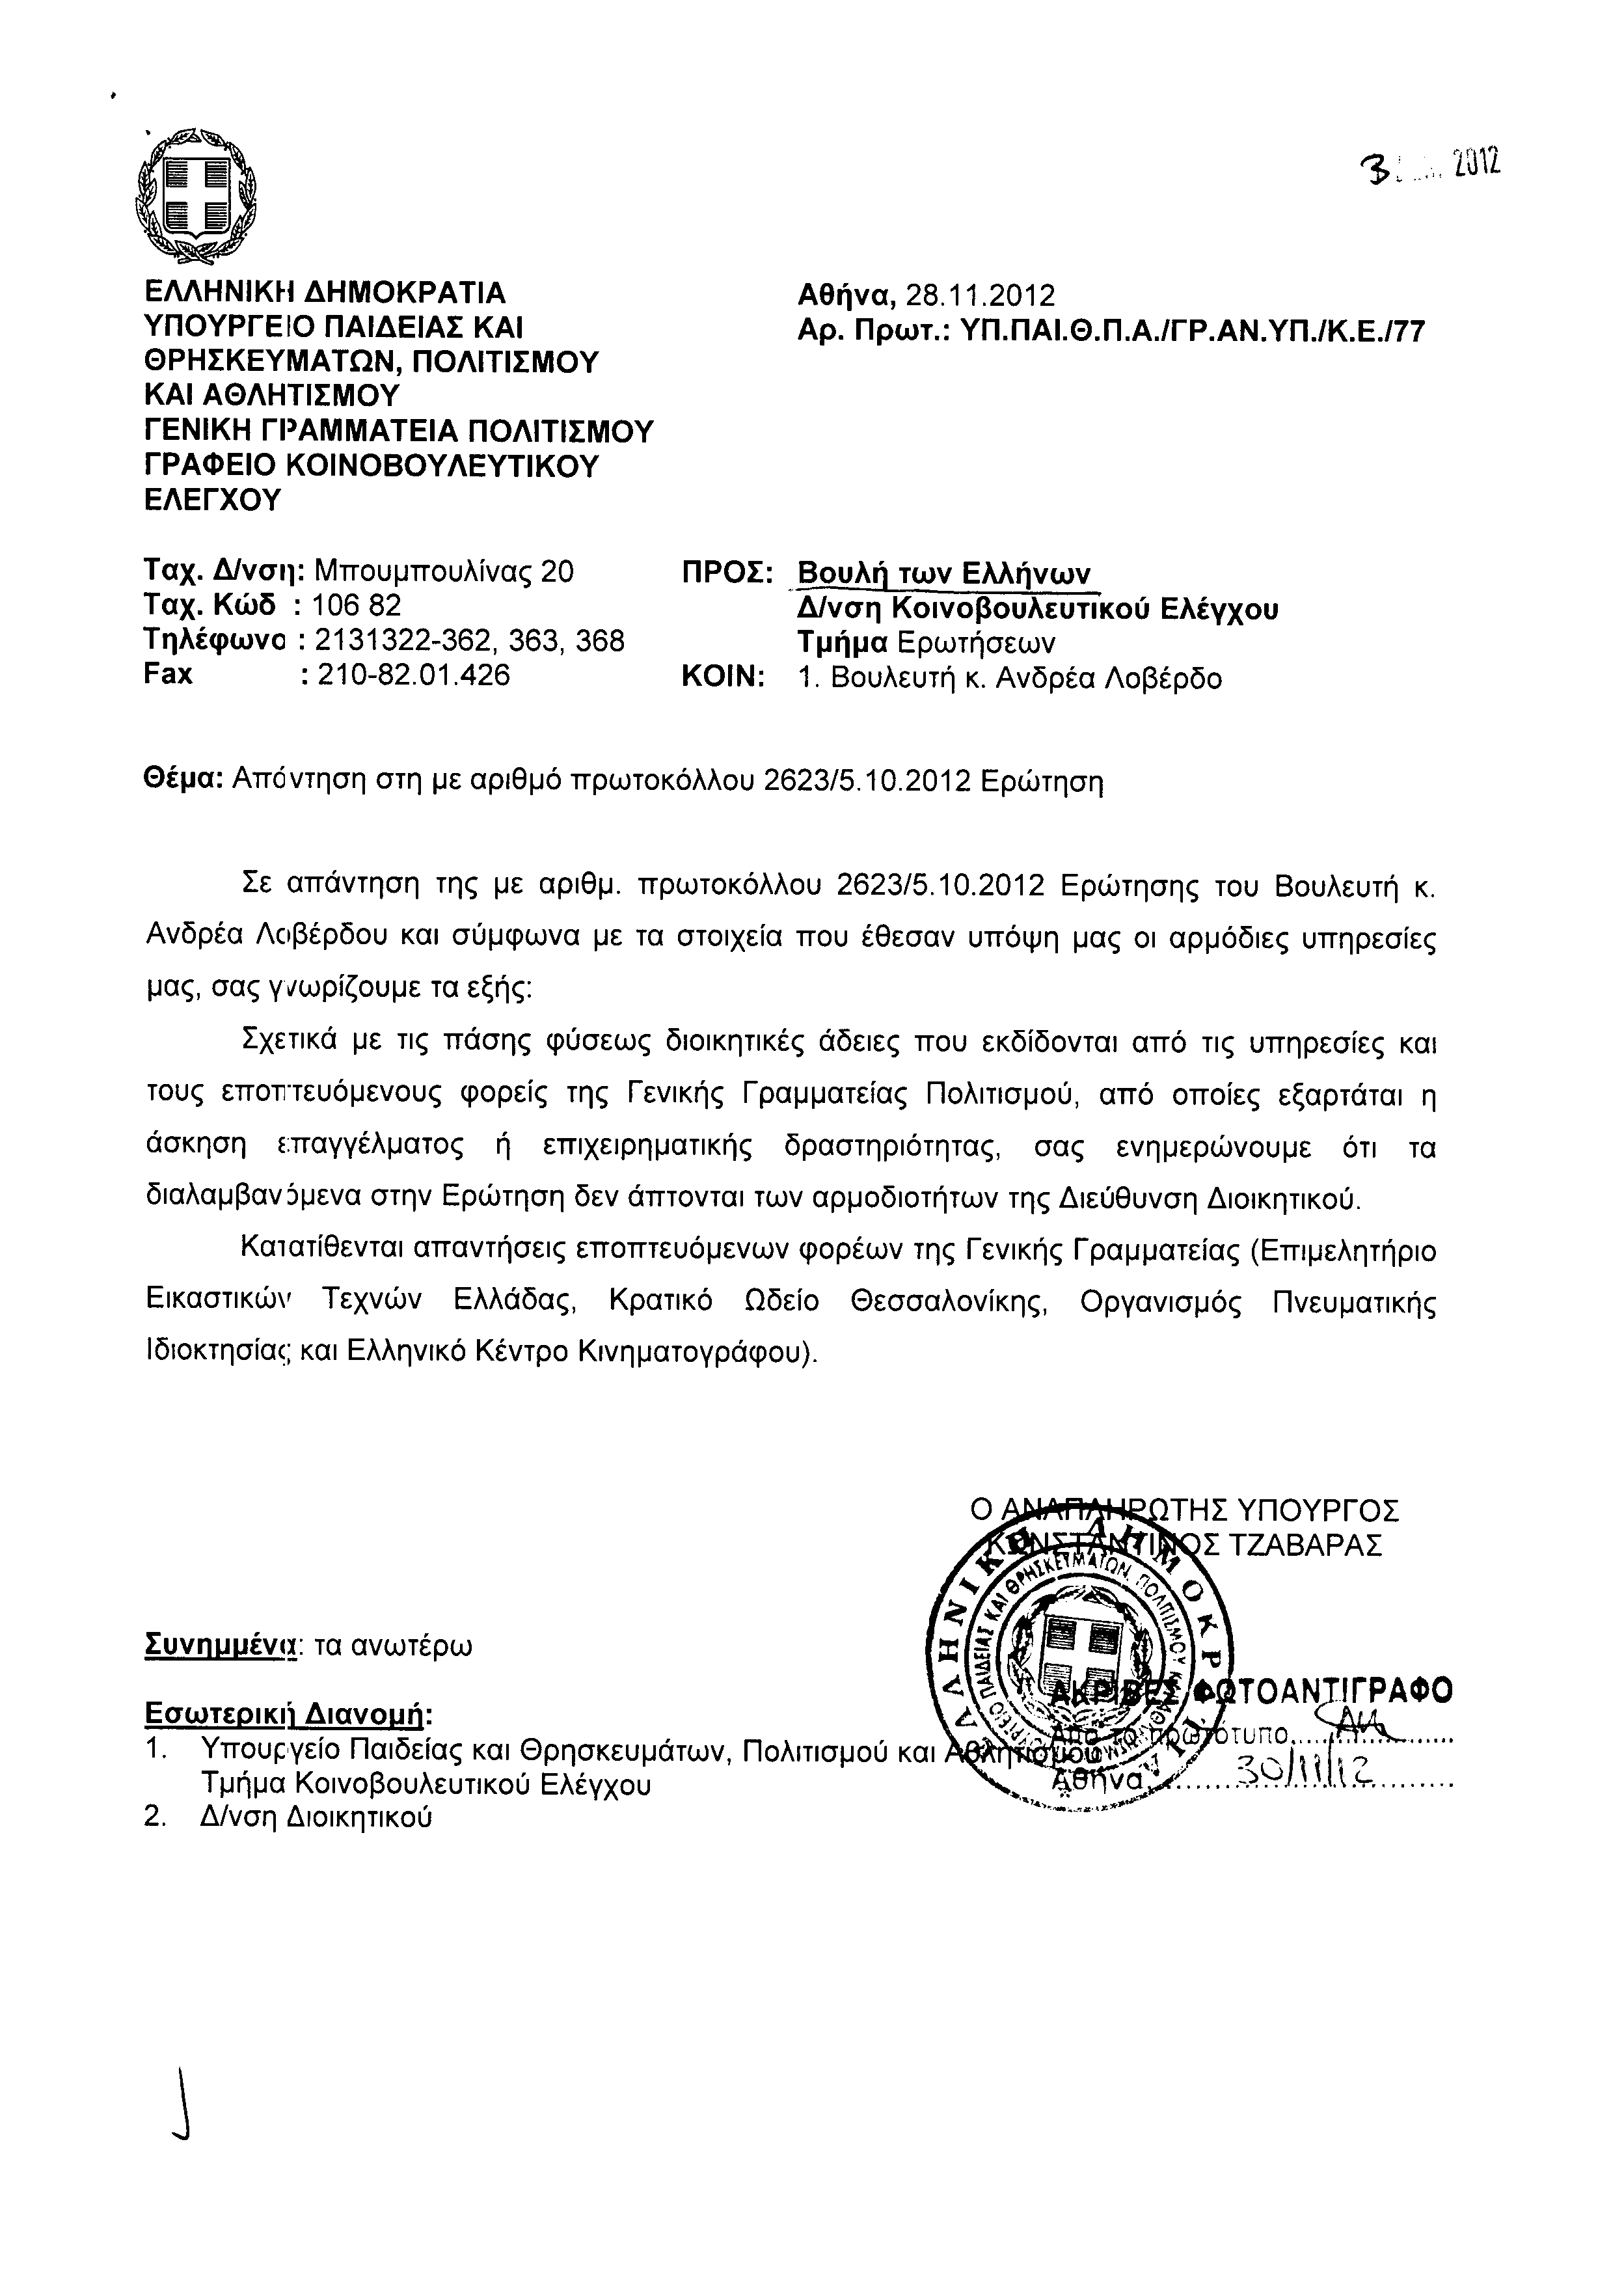 3 2012
ΕΛΛΗΝΙΚΗ ΔΗΜΟΚΡΑΤΙΑ
ΥΠΟΥΡΓΕΙΟ ΠΑΙΔΕΙΑΣ ΚΑΙ
ΘΡΗΣΚΕΥΜΑΤΩΝ, ΠΟΛΙΤΙΣΜΟΥ
ΚΑΙ ΑΘΛΗΤΙΣΜΟΥ
ΓΕΝΙΚΗ ΓΡΑΜΜΑΤΕΙΑ ΠΟΛΙΤΙΣΜΟΥ
ΓΡΑΦΕΙΟ ΚΟΙΝΟΒΟΥΛΕΥΤΙΚΟΥ
ΕΛΕΓΧΟΥ
Αθήνα, 28.11.2012
Αρ. Πρωτ.: ΥΠ.ΠΑΙ.Θ.Π.Α./ΓΡ.ΑΝ.ΥΠ./Κ.Ε./77
Ταχ. Δ/νση: Μπουμπουλίνας 20
Ταχ. Κώδ : 106 82
Τηλέφωνο : 2131322-362, 363, 368
Fax : 210-82.01.426
ΠΡΟΣ: Βουλή των Ελλήνων
Δ/νση Κοινοβουλευτικού Ελέγχου
Τμήμα Ερωτήσεων
ΚΟΙΝ: 1. Βουλευτή κ. Ανδρέα Λοβέρδο
Θέμα: Απάντηση στη με αριθμό πρωτοκόλλου 2623/5.10.2012 Ερώτηση
Σε απάντηση της με αριθμ. πρωτοκόλλου 2623/5.10.2012 Ερώτησης του Βουλευτή κ.
Ανδρέα Λοβέρδου και σύμφωνα με τα στοιχεία που έθεσαν υπόψη μας οι αρμόδιες υπηρεσίες
μας, σας γνωρίζουμε τα εξής:
Σχετικά με τις πάσης φύσεως διοικητικές άδειες που εκδίδονται από τις υπηρεσίες και
τους εποπτευόμενους φορείς της Γενικής Γραμματείας Πολιτισμού, από οποίες εξαρτάται η
άσκηση επαγγέλματος ή επιχειρηματικής δραστηριότητας, σας ενημερώνουμε ότι τα
διαλαμβανόμενα στην Ερώτηση δεν άπτονται των αρμοδιοτήτων της Διεύθυνση Διοικητικού.
Κατατίθενται απαντήσεις εποπτευόμενων φορέων της Γενικής Γραμματείας (Επιμελητήριο
Εικαστικών Τεχνών Ελλάδας, Κρατικό Ωδείο Θεσσαλονίκης, Οργανισμός Πνευματικής
Ιδιοκτησίας και Ελληνικό Κέντρο Κινηματογράφου).
Ο ΑΝΑΠΛΗΡΩΤΗΣ ΥΠΟΥΡΓΟΣ
ΚΩΝΣΤΑΝΤΙΝΟΣ ΤΖΑΒΑΡΑΣ
ΕΛΛΗΝΙΚΗ ΔΗΜΟΚΡΑΤΙΑ
ΥΠΟΥΡΓΕΙΟ ΠΑΙΔΕΙΑΣ ΚΑΙ ΘΡΗΣΚΕΥΜΑΤΩΝ, ΠΟΛΙΤΙΣΜΟΥ ΚΑΙ ΑΘΛΗΤΙΣΜΟΥ
Συνημμένα: τα ανωτέρω
ΑΚΡΙΒΕΣ ΦΩΤΟΑΝΤΙΓΡΑΦΟ
Από το πρωτότυπο
Αθήνα, 30/11/12
Εσωτερική Διανομή:
1. Υπουργείο Παιδείας και Θρησκευμάτων, Πολιτισμού και Αθλητισμού
Τμήμα Κοινοβουλευτικού Ελέγχου
2. Δ/νση Διοικητικού